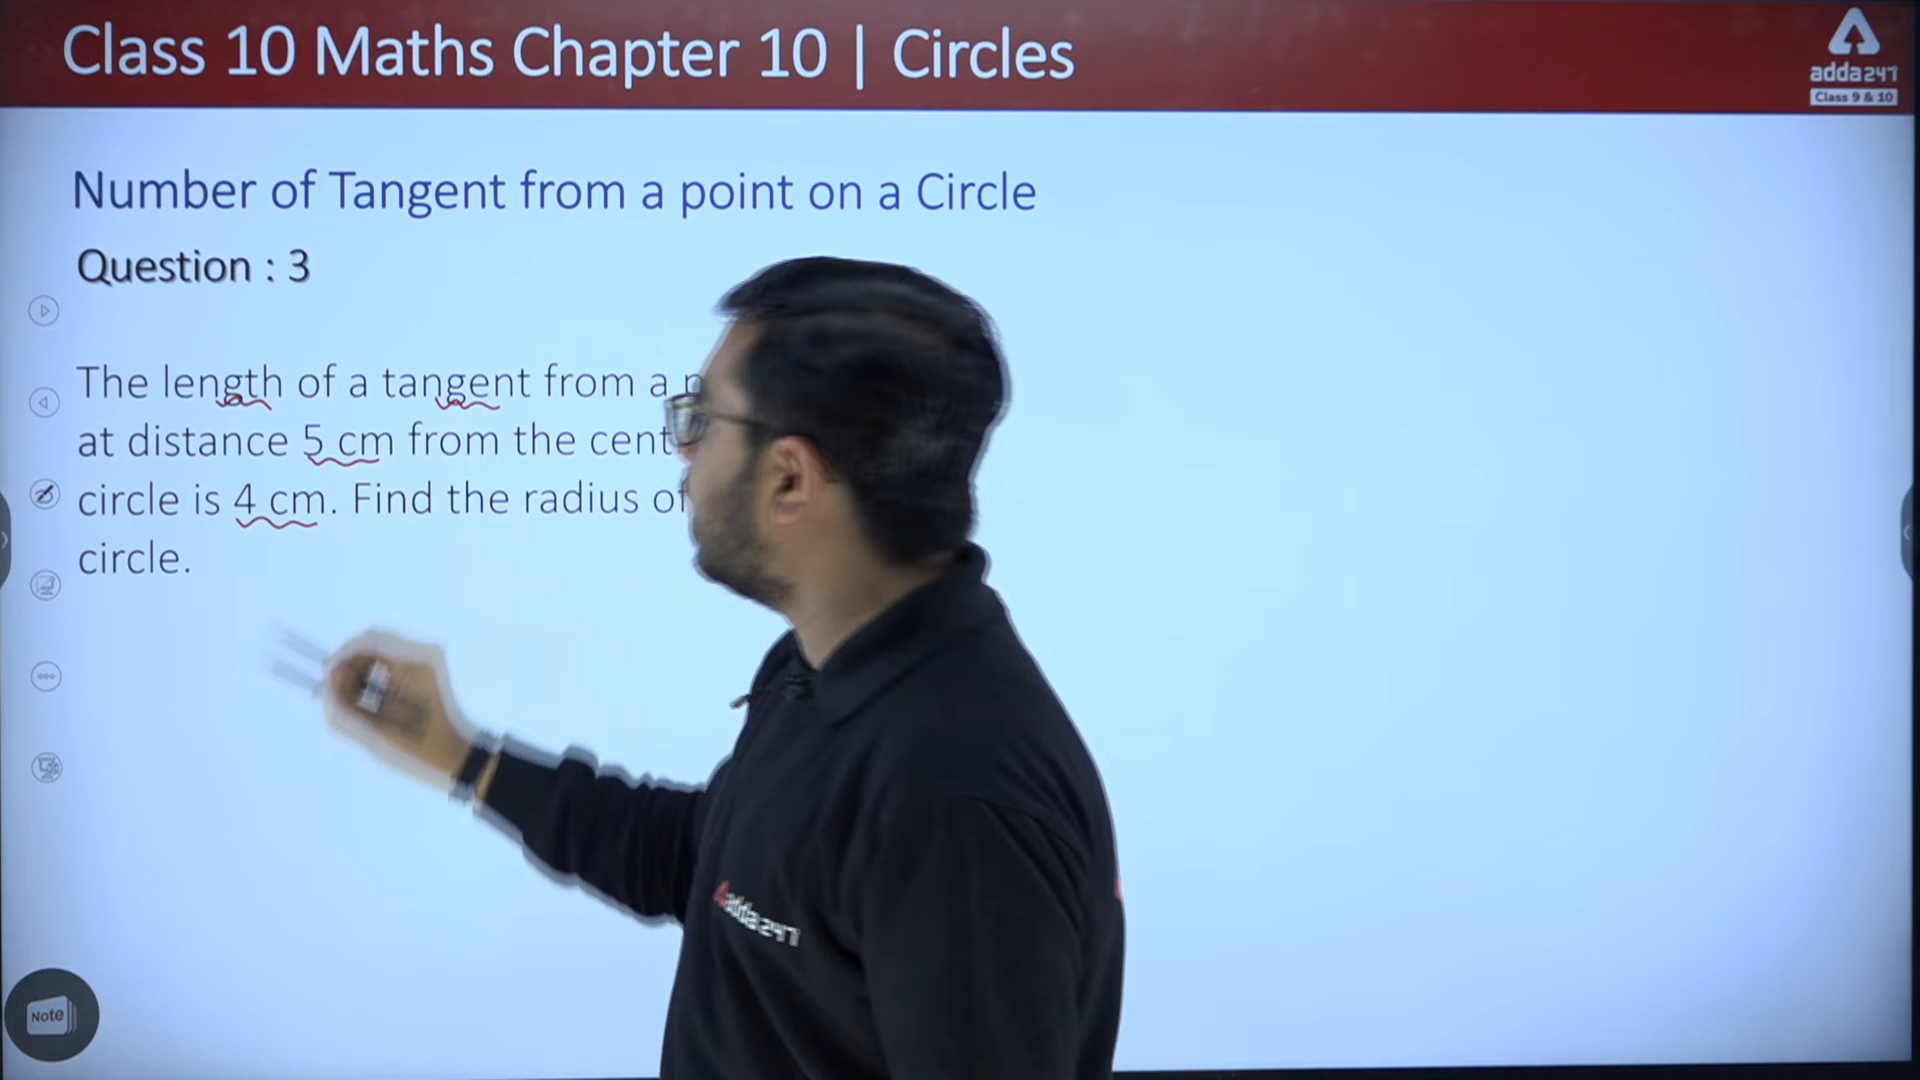 Class 10 Maths Chapter 10 | Circles
adda247
Class 9 & 10
Number of Tangent from a point on a Circle
Question : 3
The length of a tangent from a
at distance 5 cm from the
circle is 4 cm. Find the radius of
circle.
adda247
Note